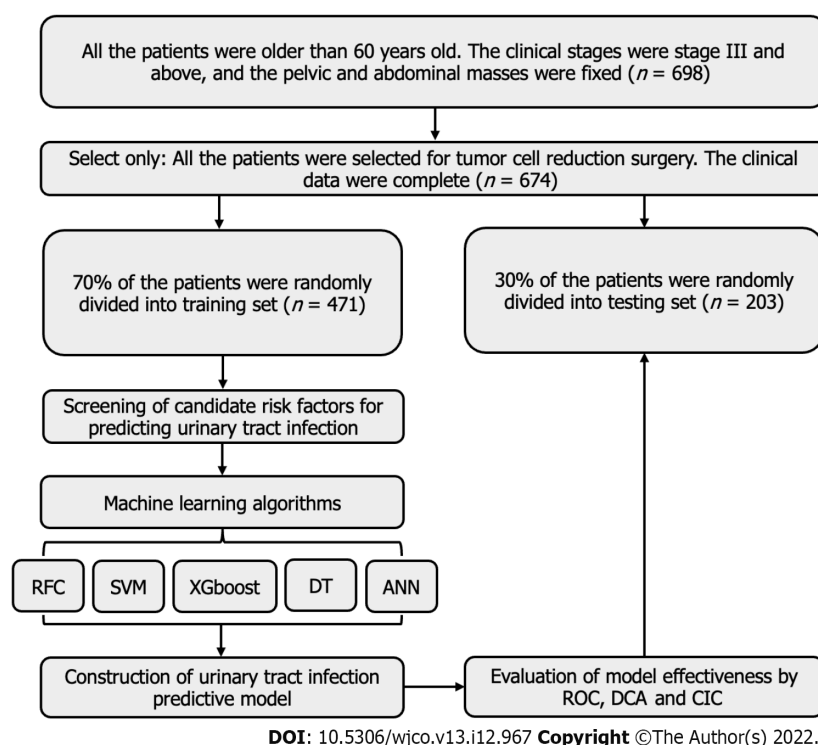 All the patients were older than 60 years old. The clinical stages were stage III and
above, and the pelvic and abdominal masses were fixed (n = 698)
Select only: All the patients were selected for tumor cell reduction surgery. The clinical
data were complete (n = 674)
70% of the patients were randomly
divided into training set (n = 471)
30% of the patients were randomly
divided into testing set (n = 203)
Screening of candidate risk factors for
predicting urinary tract infection
Machine learning algorithms
RFC
SVM
XGboost
DT
ANN
Construction of urinary tract infection
predictive model
Evaluation of model effectiveness by
ROC, DCA and CIC
DOI: 10.5306/wjco.v13.i12.967 Copyright ©The Author(s) 2022.